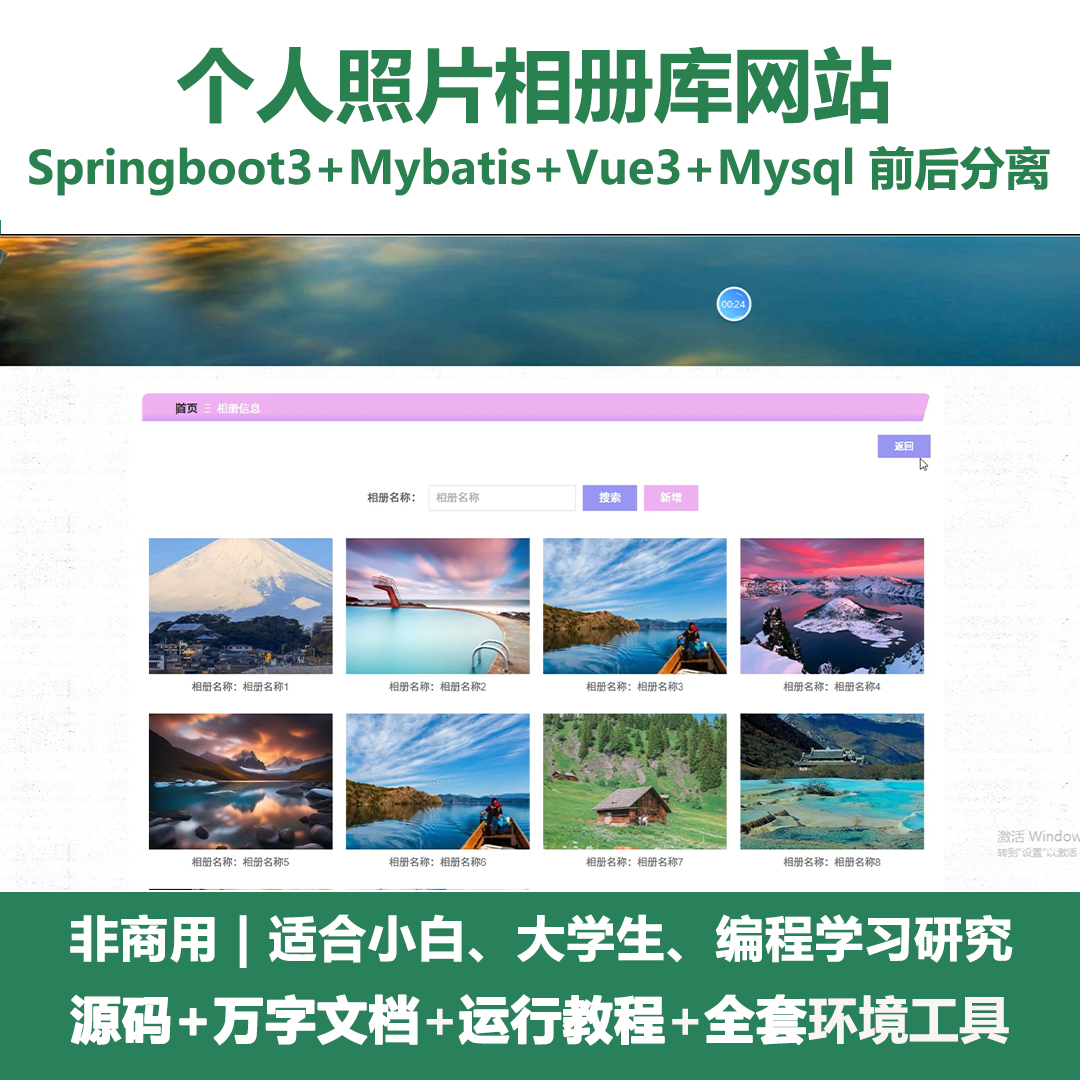 个人照片相册库网站
Springboot3+Mybatis+Vue3+Mysql 前后分离
00:24
首页 相册信息
返回
相册名称： 相册名称 搜索 新增
相册名称：相册名称1 相册名称：相册名称2 相册名称：相册名称3 相册名称：相册名称4
相册名称：相册名称5 相册名称：相册名称6 相册名称：相册名称7 相册名称：相册名称8
激活 Window
转到"设置"以激活
非商用 | 适合小白、大学生、编程学习研究
源码+万字文档+运行教程+全套环境工具